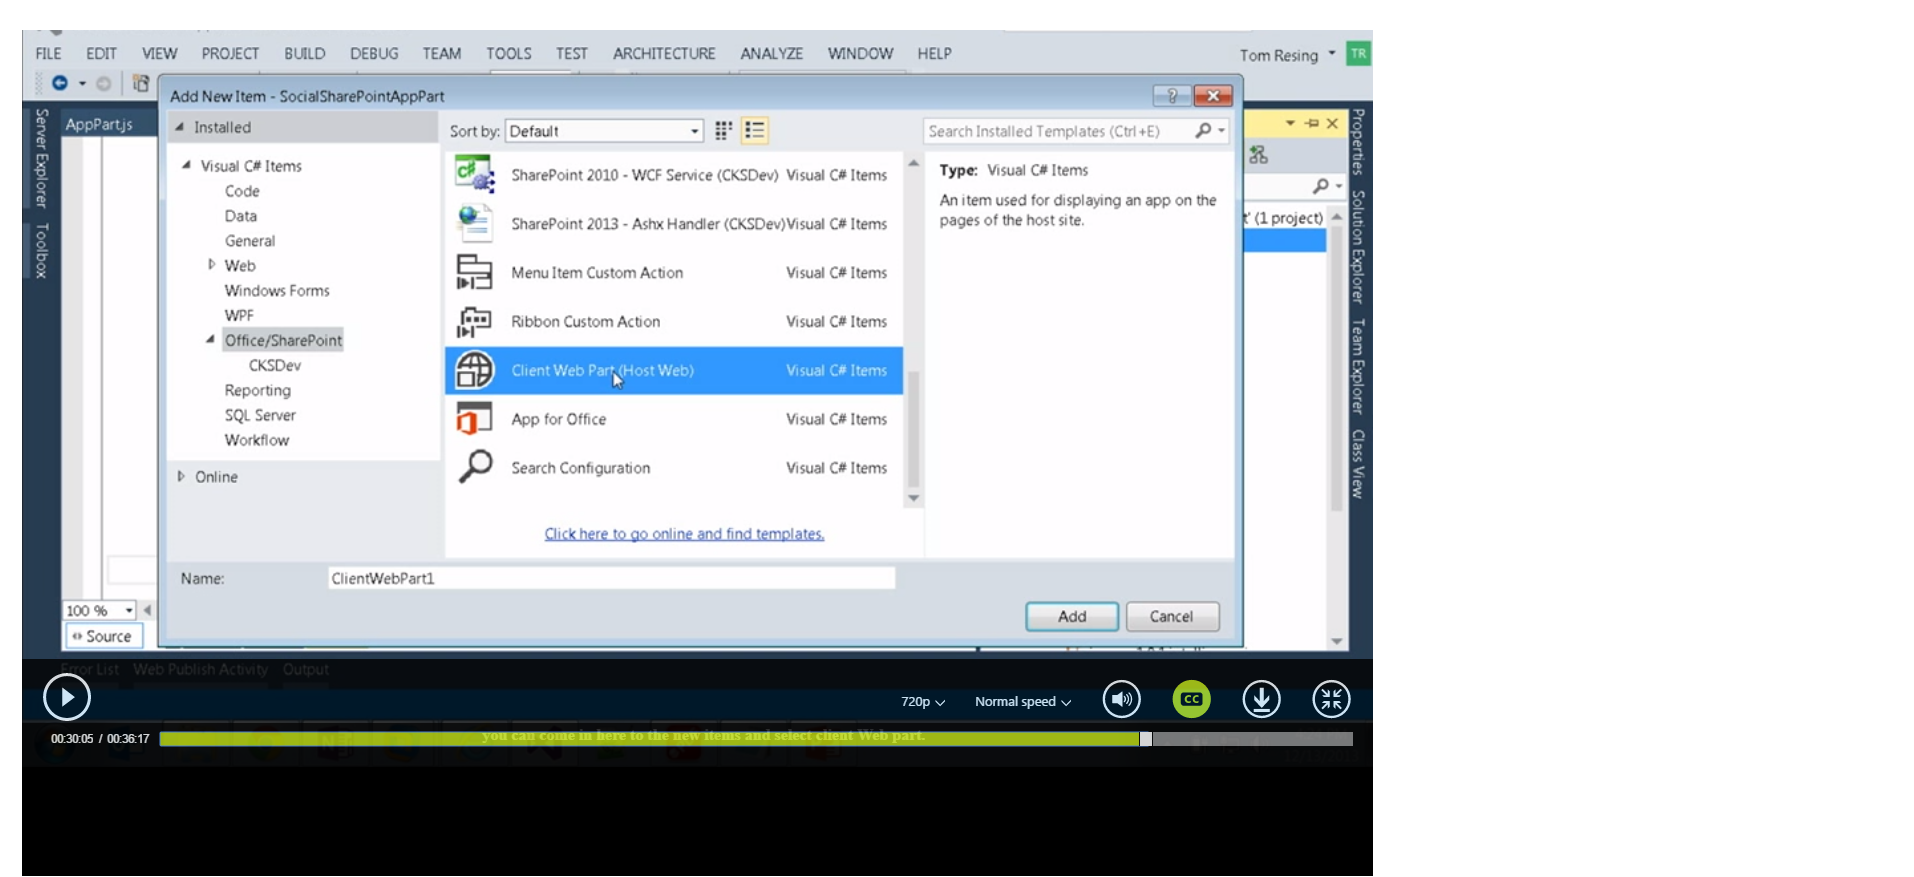 FILE EDIT VIEW PROJECT BUILD DEBUG TEAM TOOLS TEST ARCHITECTURE ANALYZE WINDOW HELP
Tom Resing TR
Add New Item - SocialSharePointAppPart
Server Explorer
Toolbox
AppPart.js
Installed
Sort by: Default
Search Installed Templates (Ctrl+E)
Visual C# Items
Code
Data
General
Web
Windows Forms
WPF
Office/SharePoint
CKSDev
Reporting
SQL Server
Workflow
Online
SharePoint 2010 - WCF Service (CKSDev) Visual C# Items
SharePoint 2013 - Ashx Handler (CKSDev) Visual C# Items
Menu Item Custom Action Visual C# Items
Ribbon Custom Action Visual C# Items
Client Web Part (Host Web) Visual C# Items
App for Office Visual C# Items
Search Configuration Visual C# Items
Click here to go online and find templates.
Type: Visual C# Items
An item used for displaying an app on the
pages of the host site.
t' (1 project)
Properties
Solution Explorer
Team Explorer
Class View
Name: ClientWebPart1
Add Cancel
100 %
Source
Error List Web Publish Activity Output
720p Normal speed CC
00:30:05 / 00:36:17
you can come in here to the new items and select client Web part.